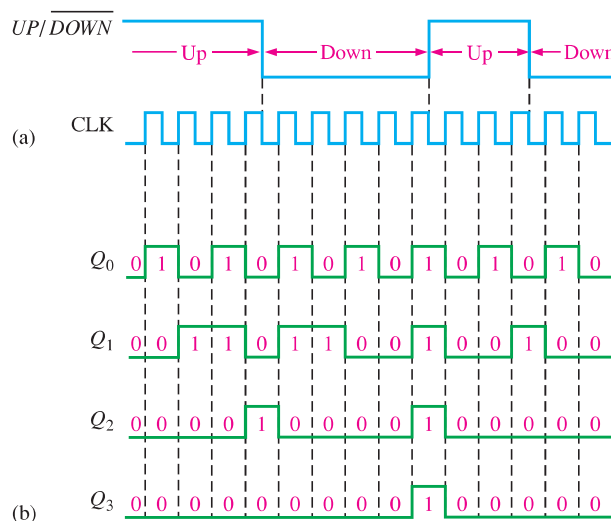 UP/DOWN
Up Down Up Down
CLK
(a)
Q0 0 1 0 1 0 1 0 1 0 1 0 1 0 1 0
Q1 0 0 1 1 0 1 1 0 0 1 0 0 1 0 0
Q2 0 0 0 0 1 0 0 0 0 1 0 0 0 0 0
Q3 0 0 0 0 0 0 0 0 0 1 0 0 0 0 0
(b)